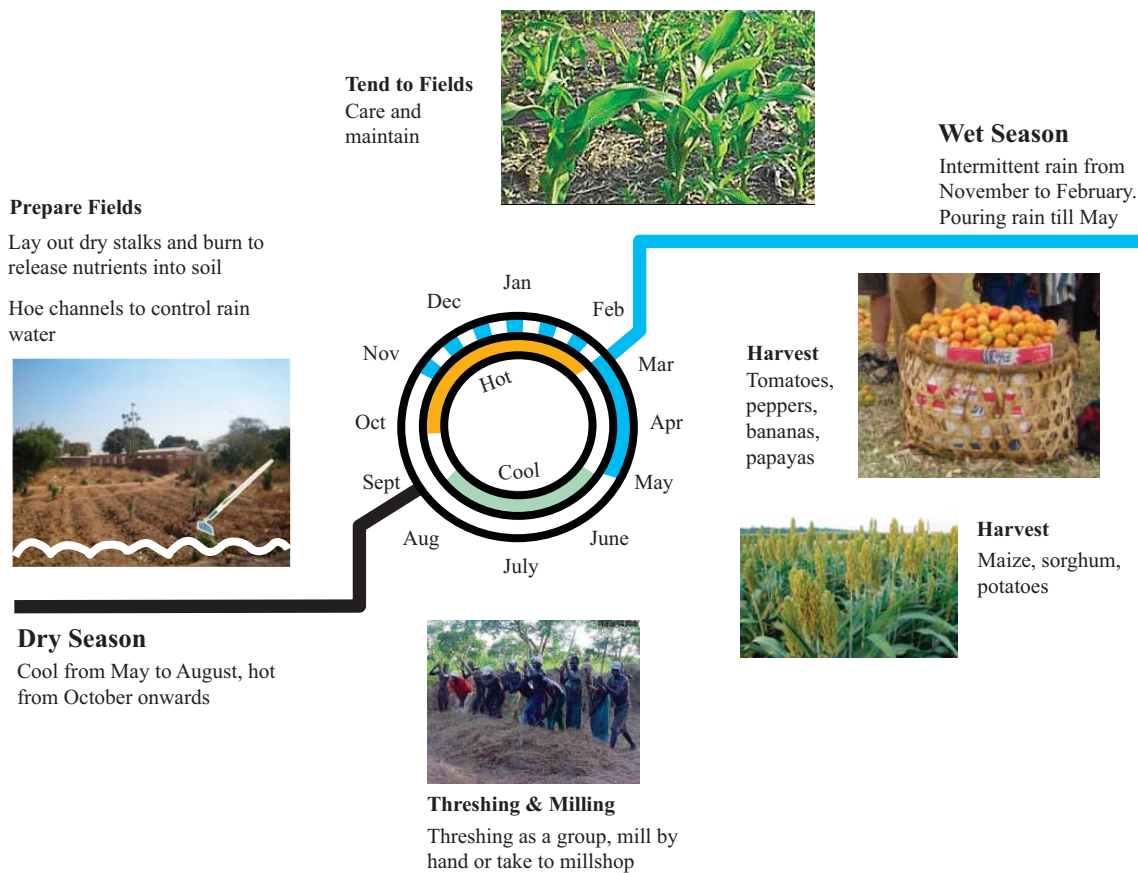 Tend to Fields
Care and
maintain
Wet Season
Intermittent rain from
November to February.
Pouring rain till May
Prepare Fields
Lay out dry stalks and burn to
release nutrients into soil
Hoe channels to control rain
water
Jan
Feb
Mar
Apr
May
June
July
Aug
Sept
Oct
Nov
Dec
Hot
Cool
Harvest
Tomatoes,
peppers,
bananas,
papayas
Harvest
Maize, sorghum,
potatoes
Dry Season
Cool from May to August, hot
from October onwards
Threshing & Milling
Threshing as a group, mill by
hand or take to millshop